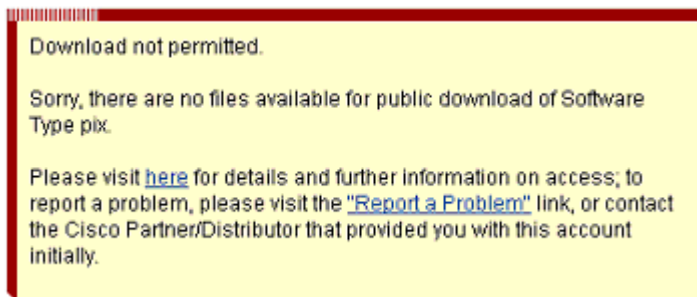 Download not permitted.
Sorry, there are no files available for public download of Software
Type pix.
Please visit here for details and further information on access; to
report a problem, please visit the "Report a Problem" link, or contact
the Cisco Partner/Distributor that provided you with this account
initially.